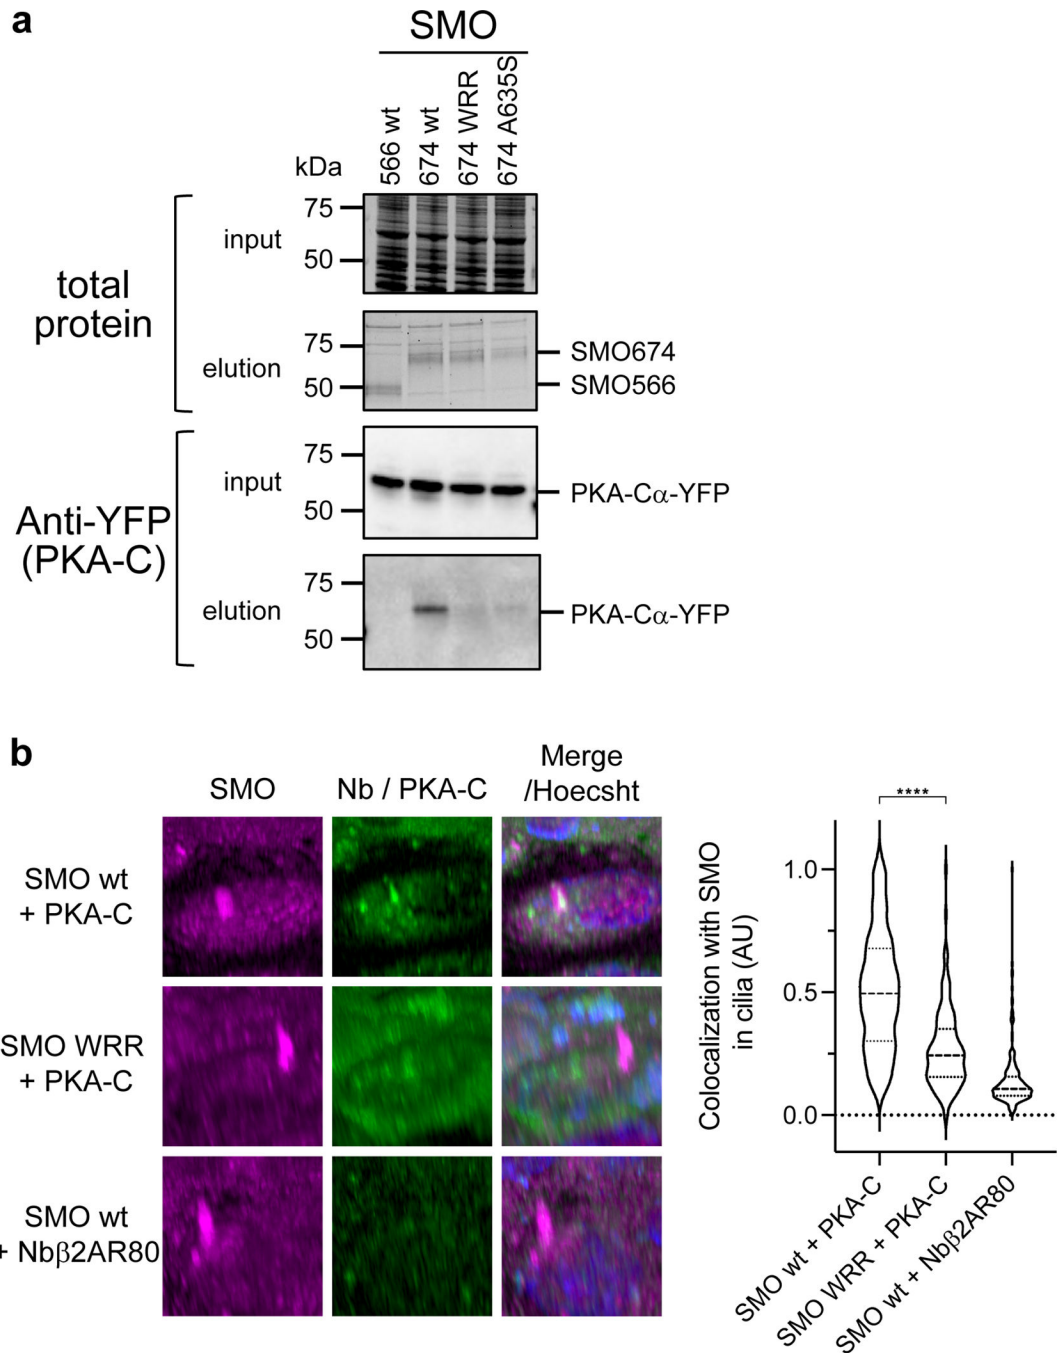 a
SMO
kDa
566 wt
674 wt
674 WRR
674 A635S
total
protein
input
75
50
elution
75
50
SMO674
SMO566
Anti-YFP
(PKA-C)
input
75
50
PKA-Cα-YFP
elution
75
50
PKA-Cα-YFP
b
SMO
Nb / PKA-C
Merge
/Hoecsht
SMO wt
+ PKA-C
SMO WRR
+ PKA-C
SMO wt
+ Nbβ2AR80
Colocalization with SMO
in cilia (AU)
****
1.0
0.5
0.0
SMO wt + PKA-C
SMO WRR + PKA-C
SMO wt + Nbβ2AR80